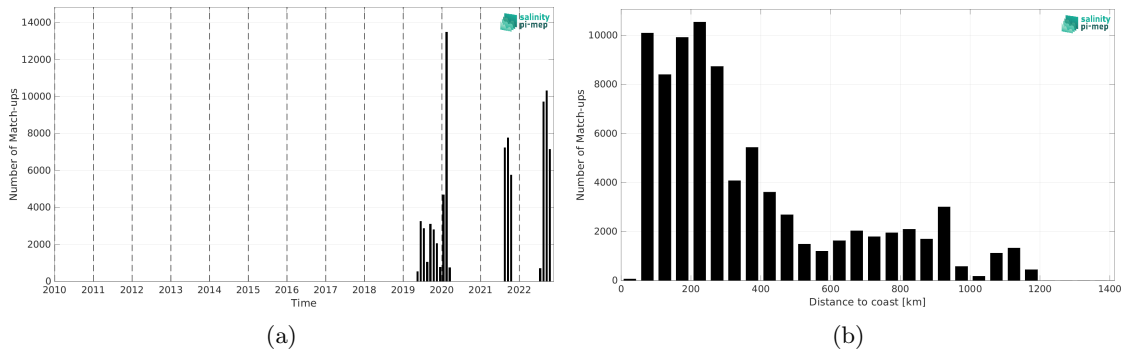 salinity
pi-mep
Number of Match-ups
14000
12000
10000
8000
6000
4000
2000
0
2010 2011 2012 2013 2014 2015 2016 2017 2018 2019 2020 2021 2022
Time
(a)
salinity
pi-mep
Number of Match-ups
10000
8000
6000
4000
2000
0
0 200 400 600 800 1000 1200 1400
Distance to coast [km]
(b)